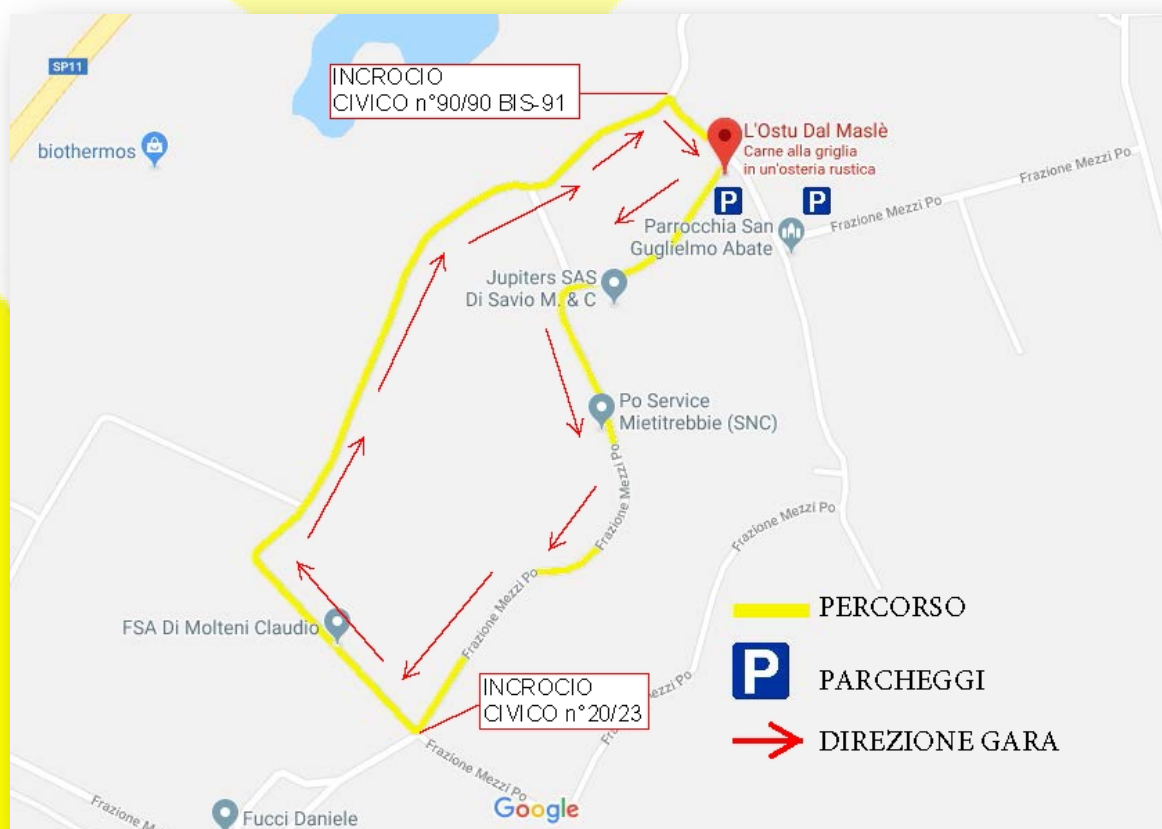 SP11
INCROCIO
CIVICO n°90/90 BIS-91
biothermos
L'Ostu Dal Maslè
Carne alla griglia
in un'osteria rustica
P
P
Frazione Mezzi Po
Frazione Mezzi Po
Parrocchia San
Guglielmo Abate
Jupiters SAS
Di Savio M. & C
Po Service
Mietitrebbie (SNC)
Frazione Mezzi Po
Frazione Mezzi Po
Frazione Mezzi Po
FSA Di Molteni Claudio
PERCORSO
P
PARCHEGGI
INCROCIO
CIVICO n°20/23
ezzi Po
DIREZIONE GARA
Frazione Mezzi Po
Frazione Mezzi Po
Fucci Daniele
Google